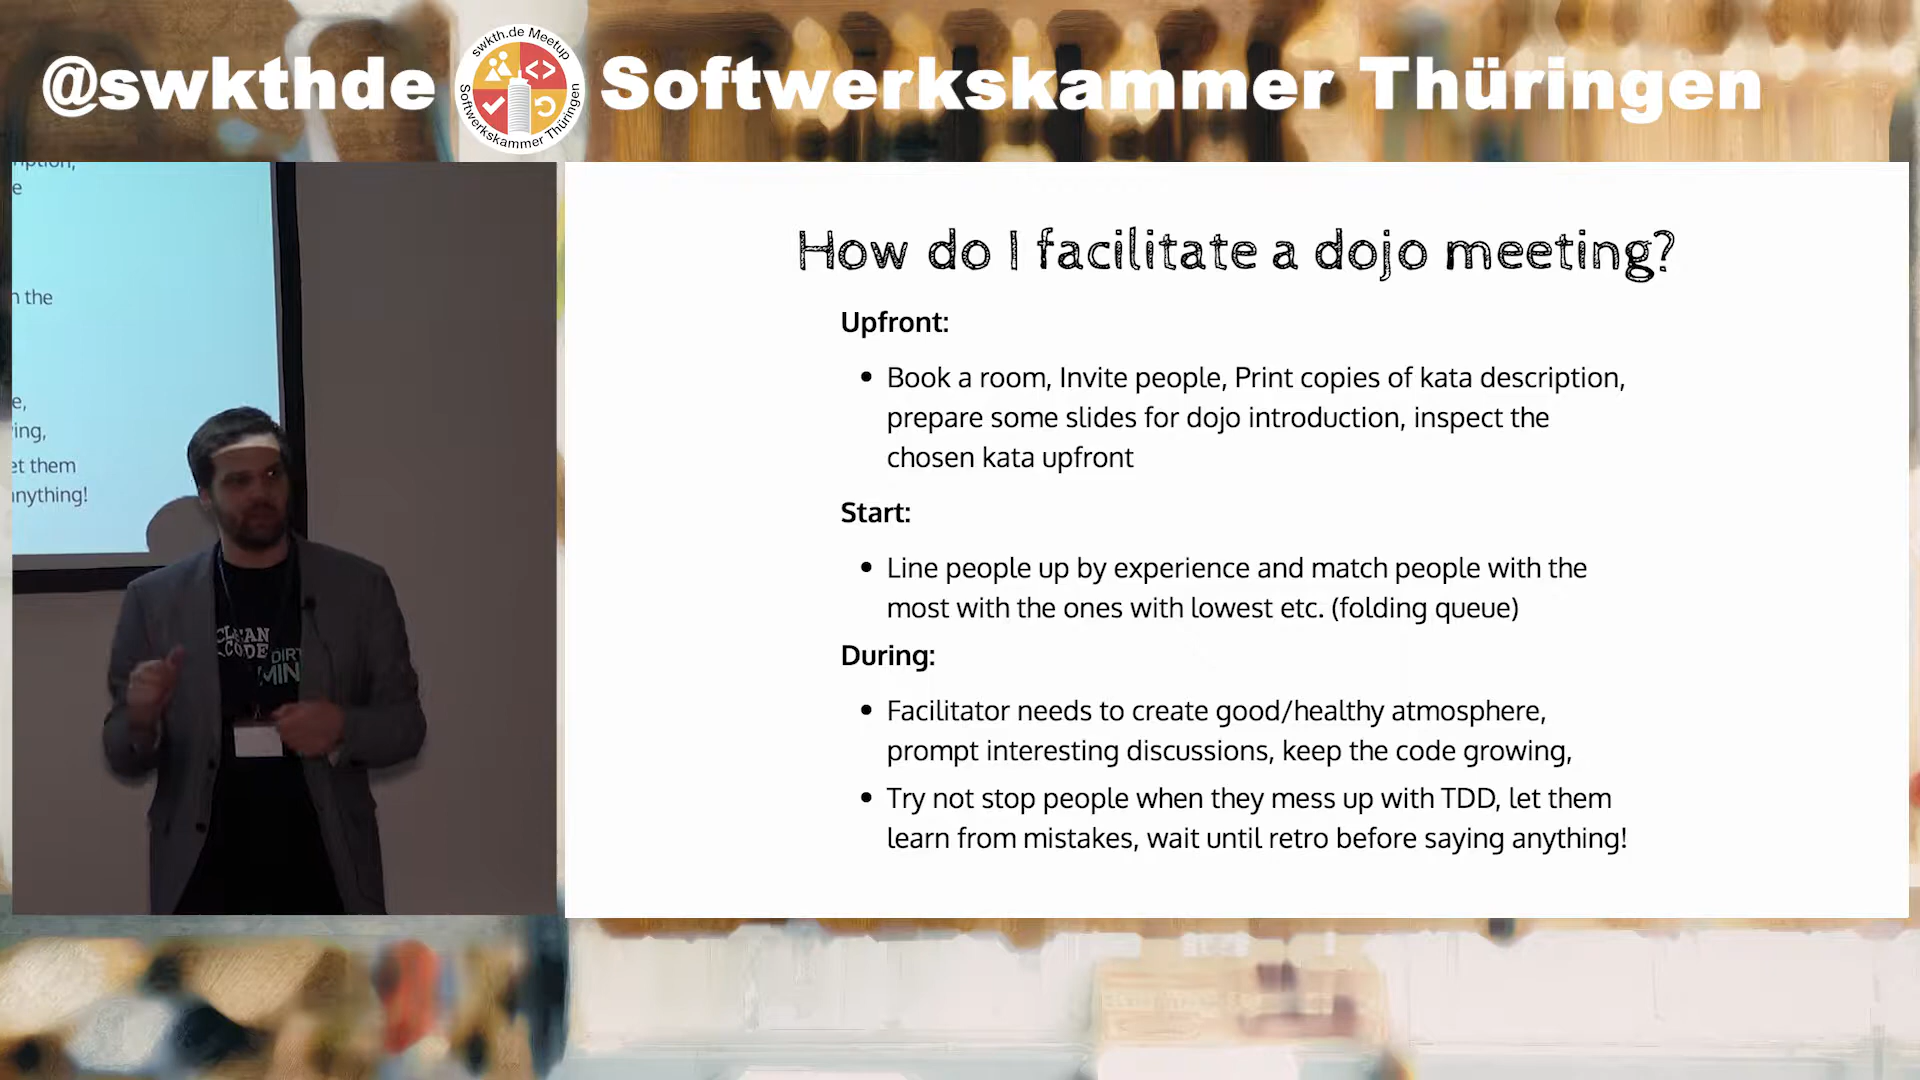 @swkthde
swkth.de Meetup
Softwerkskammer Thüringen
Softwerkskammer Thüringen
e
n the
e,
ing,
et them
anything!
CLEAN
CODE
How do I facilitate a dojo meeting?
Upfront:
• Book a room, Invite people, Print copies of kata description,
prepare some slides for dojo introduction, inspect the
chosen kata upfront
Start:
• Line people up by experience and match people with the
most with the ones with lowest etc. (folding queue)
During:
• Facilitator needs to create good/healthy atmosphere,
prompt interesting discussions, keep the code growing,
• Try not stop people when they mess up with TDD, let them
learn from mistakes, wait until retro before saying anything!